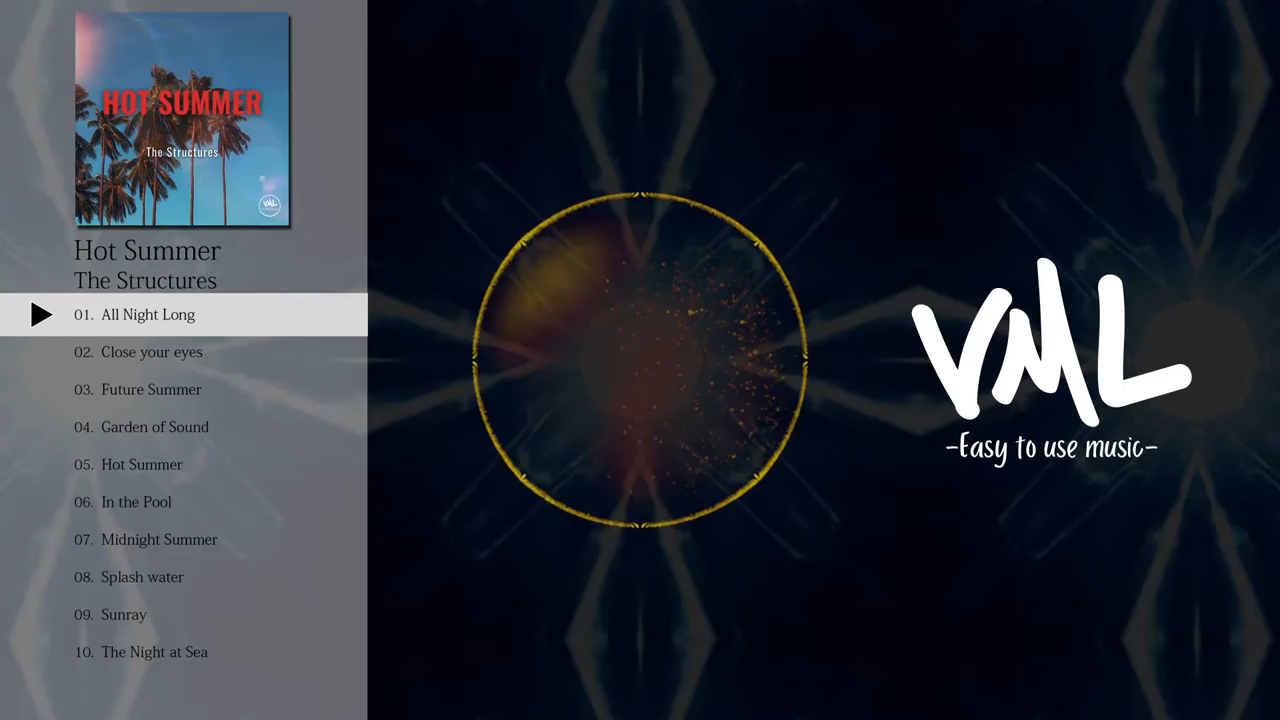 HOT SUMMER
The Structures
VML
Hot Summer
The Structures
01. All Night Long
02. Close your eyes
03. Future Summer
04. Garden of Sound
05. Hot Summer
06. In the Pool
07. Midnight Summer
08. Splash water
09. Sunray
10. The Night at Sea
VML
-Easy to use music-